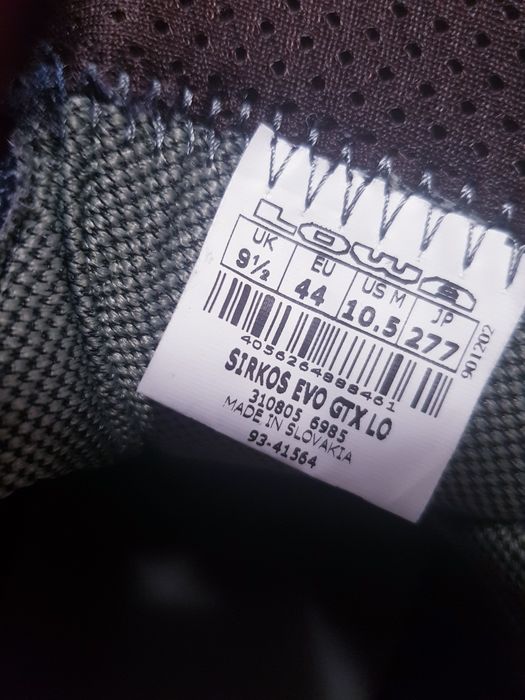 LOWA
UK EU US M JP
9½ 44 10.5 277
901202
4056264888461
SIRKOS EVO GTX LO
310805 6985
MADE IN SLOVAKIA
93-41564